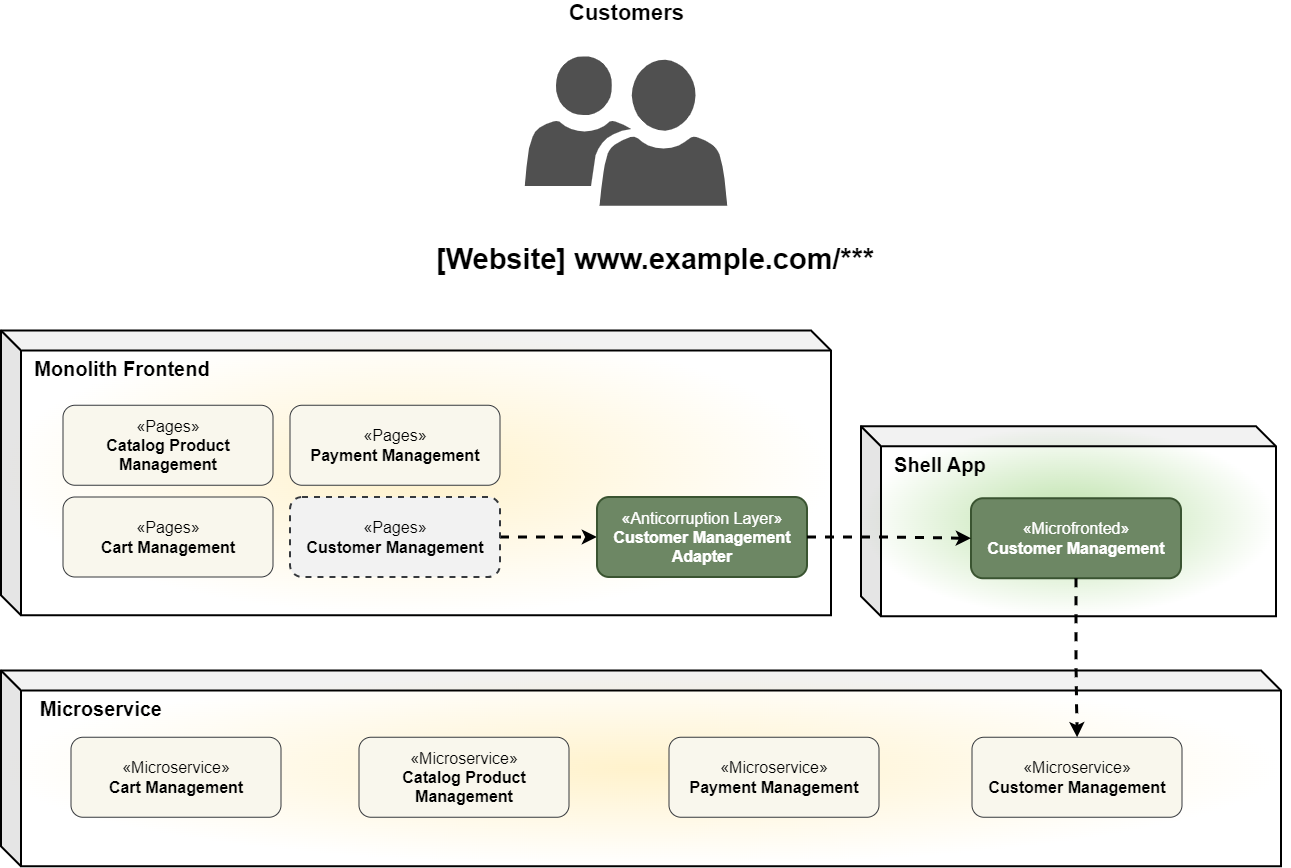 Customers
[Website] www.example.com/***
Monolith Frontend
«Pages»
Catalog Product
Management
«Pages»
Payment Management
«Pages»
Cart Management
«Pages»
Customer Management
«Anticorruption Layer»
Customer Management
Adapter
Shell App
«Microfronted»
Customer Management
Microservice
«Microservice»
Cart Management
«Microservice»
Catalog Product
Management
«Microservice»
Payment Management
«Microservice»
Customer Management